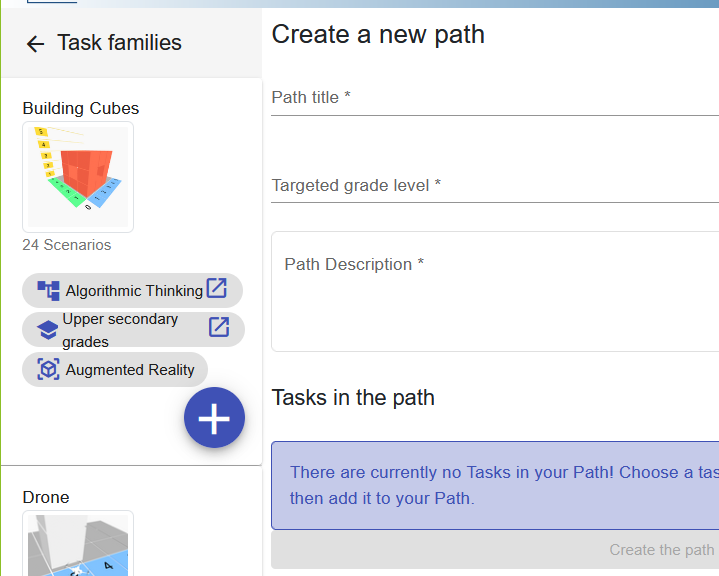 Task families
Building Cubes
24 Scenarios
Algorithmic Thinking
Upper secondary
grades
Augmented Reality
Drone
4
Create a new path
Path title *
Targeted grade level *
Path Description *
Tasks in the path
There are currently no Tasks in your Path! Choose a tas
then add it to your Path.
Create the path